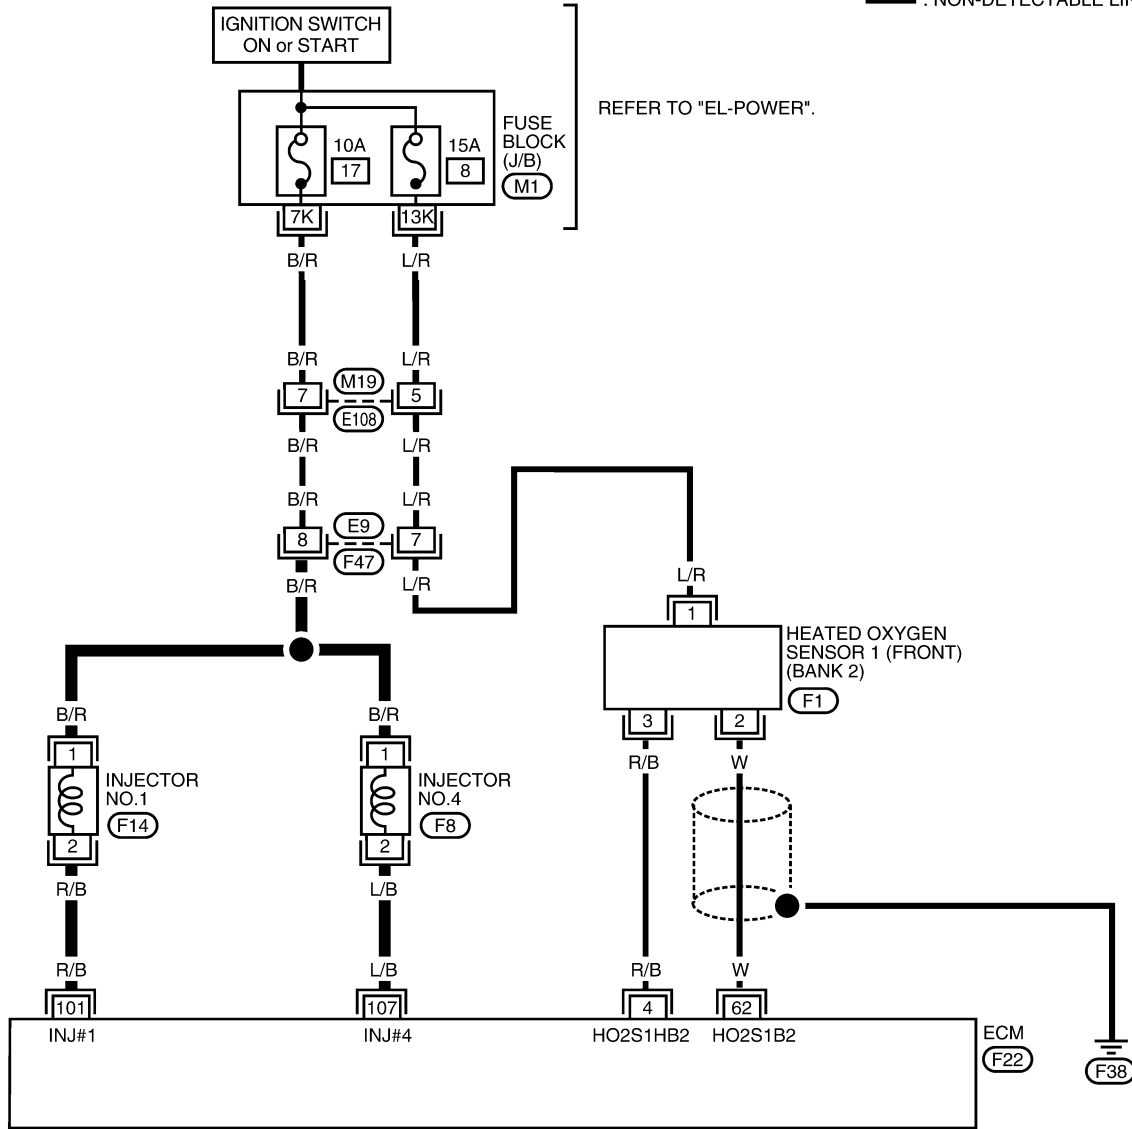 : NON-DETECTABLE LI
IGNITION SWITCH
ON or START
REFER TO "EL-POWER".
FUSE
BLOCK
(J/B)
M1
10A
17
15A
8
7K
13K
B/R
L/R
B/R
L/R
7
M19
E108
5
B/R
L/R
B/R
L/R
8
E9
F47
7
B/R
L/R
L/R
1
HEATED OXYGEN
SENSOR 1 (FRONT)
(BANK 2)
F1
3
2
B/R
B/R
R/B
W
1
1
INJECTOR
NO.1
F14
INJECTOR
NO.4
F8
2
2
R/B
L/B
R/B
L/B
R/B
W
101
107
4
62
INJ#1
INJ#4
HO2S1HB2
HO2S1B2
ECM
F22
F38